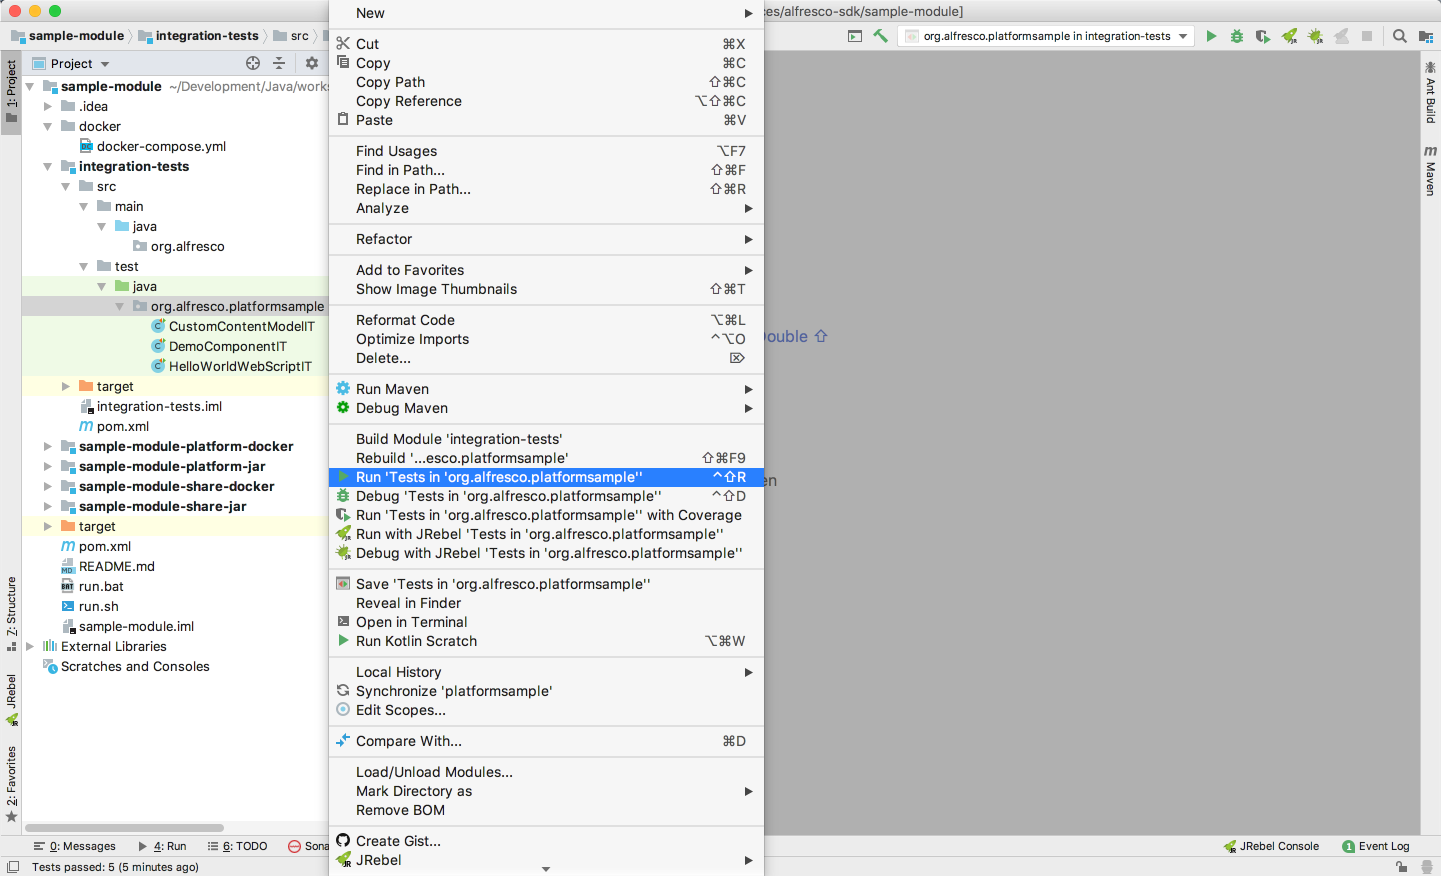 ces/alfresco-sdk/sample-module]
sample-module
integration-tests
src
org.alfresco.platformsample in integration-tests
1: Project
Z: Structure
JRebel
2: Favorites
Project
sample-module ~/Development/Java/works
.idea
docker
docker-compose.yml
integration-tests
src
main
java
org.alfresco
test
java
org.alfresco.platformsample
CustomContentModelIT
DemoComponentIT
HelloWorldWebScriptIT
target
integration-tests.iml
pom.xml
sample-module-platform-docker
sample-module-platform-jar
sample-module-share-docker
sample-module-share-jar
target
pom.xml
README.md
run.bat
run.sh
sample-module.iml
External Libraries
Scratches and Consoles
New
Cut ⌘X
Copy ⌘C
Copy Path ⇧⌘C
Copy Reference ⌥⇧⌘C
Paste ⌘V
Find Usages ⌥F7
Find in Path... ⇧⌘F
Replace in Path... ⇧⌘R
Analyze
Refactor
Add to Favorites
Show Image Thumbnails ⇧⌘T
Reformat Code ⌥⌘L
Optimize Imports ^⌥O
Delete... ⌦
Run Maven
Debug Maven
Build Module 'integration-tests'
Rebuild '...esco.platformsample' ⇧⌘F9
Run 'Tests in 'org.alfresco.platformsample'' ^⇧R
Debug 'Tests in 'org.alfresco.platformsample'' ^⇧D
Run 'Tests in 'org.alfresco.platformsample'' with Coverage
Run with JRebel 'Tests in 'org.alfresco.platformsample''
Debug with JRebel 'Tests in 'org.alfresco.platformsample''
Save 'Tests in 'org.alfresco.platformsample''
Reveal in Finder
Open in Terminal
Run Kotlin Scratch ⌥⌘W
Local History
Synchronize 'platformsample'
Edit Scopes...
Compare With... ⌘D
Load/Unload Modules...
Mark Directory as
Remove BOM
Create Gist...
JRebel
Double ⇧
en
Ant Build
Maven
0: Messages
4: Run
6: TODO
Sona
JRebel Console
1 Event Log
Tests passed: 5 (5 minutes ago)